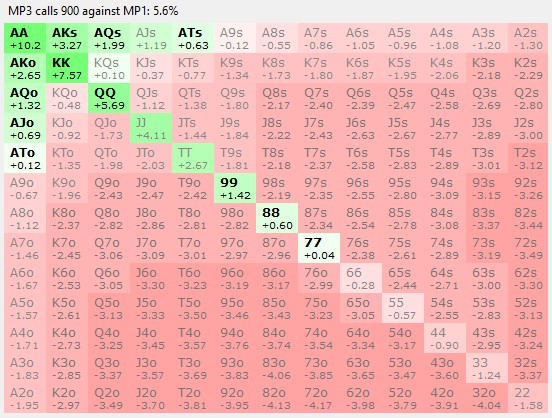 MP3 calls 900 against MP1: 5.6%
AA AKs AQs AJs ATs A9s A8s A7s A6s A5s A4s A3s A2s
+10.2 +3.27 +1.99 +1.19 +0.63 -0.12 -0.55 -0.86 -1.05 -0.96 -1.08 -1.20 -1.30
AKo KK KQs KJs KTs K9s K8s K7s K6s K5s K4s K3s K2s
+2.65 +7.57 +0.10 -0.37 -0.77 -1.34 -1.73 -1.80 -1.87 -1.95 -2.06 -2.18 -2.29
AQo KQo QQ QJs QTs Q9s Q8s Q7s Q6s Q5s Q4s Q3s Q2s
+1.32 -0.48 +5.69 -1.12 -1.38 -1.80 -2.17 -2.40 -2.39 -2.47 -2.58 -2.69 -2.80
AJo KJo QJo JJ JTs J9s J8s J7s J6s J5s J4s J3s J2s
+0.69 -0.92 -1.73 +4.11 -1.44 -1.84 -2.22 -2.43 -2.63 -2.67 -2.77 -2.89 -3.00
ATo KTo QTo JTo TT T9s T8s T7s T6s T5s T4s T3s T2s
+0.12 -1.35 -1.98 -2.03 +2.67 -1.81 -2.18 -2.37 -2.58 -2.83 -2.89 -3.01 -3.12
A9o K9o Q9o J9o T9o 99 98s 97s 96s 95s 94s 93s 92s
-0.67 -1.96 -2.43 -2.47 -2.42 +1.42 -2.19 -2.35 -2.55 -2.80 -3.09 -3.15 -3.26
A8o K8o Q8o J8o T8o 98o 88 87s 86s 85s 84s 83s 82s
-1.12 -2.37 -2.82 -2.86 -2.81 -2.82 +0.60 -2.34 -2.54 -2.78 -3.08 -3.37 -3.44
A7o K7o Q7o J7o T7o 97o 87o 77 76s 75s 74s 73s 72s
-1.46 -2.45 -3.06 -3.09 -3.01 -2.97 -2.96 +0.04 -2.38 -2.61 -2.89 -3.19 -3.49
A6o K6o Q6o J6o T6o 96o 86o 76o 66 65s 64s 63s 62s
-1.67 -2.53 -3.05 -3.30 -3.23 -3.19 -3.17 -2.99 -0.28 -2.44 -2.71 -3.00 -3.30
A5o K5o Q5o J5o T5o 95o 85o 75o 65o 55 54s 53s 52s
-1.57 -2.61 -3.13 -3.33 -3.50 -3.46 -3.43 -3.23 -3.05 -0.57 -2.55 -2.83 -3.13
A4o K4o Q4o J4o T4o 94o 84o 74o 64o 54o 44 43s 42s
-1.71 -2.73 -3.25 -3.45 -3.57 -3.76 -3.74 -3.54 -3.34 -3.17 -0.90 -2.95 -3.24
A3o K3o Q3o J3o T3o 93o 83o 73o 63o 53o 43o 33 32s
-1.83 -2.85 -3.37 -3.57 -3.69 -3.83 -4.06 -3.85 -3.65 -3.47 -3.60 -1.24 -3.37
A2o K2o Q2o J2o T2o 92o 82o 72o 62o 52o 42o 32o 22
-1.95 -2.97 -3.49 -3.70 -3.81 -3.95 -4.13 -4.17 -3.98 -3.79 -3.91 -4.04 -1.58